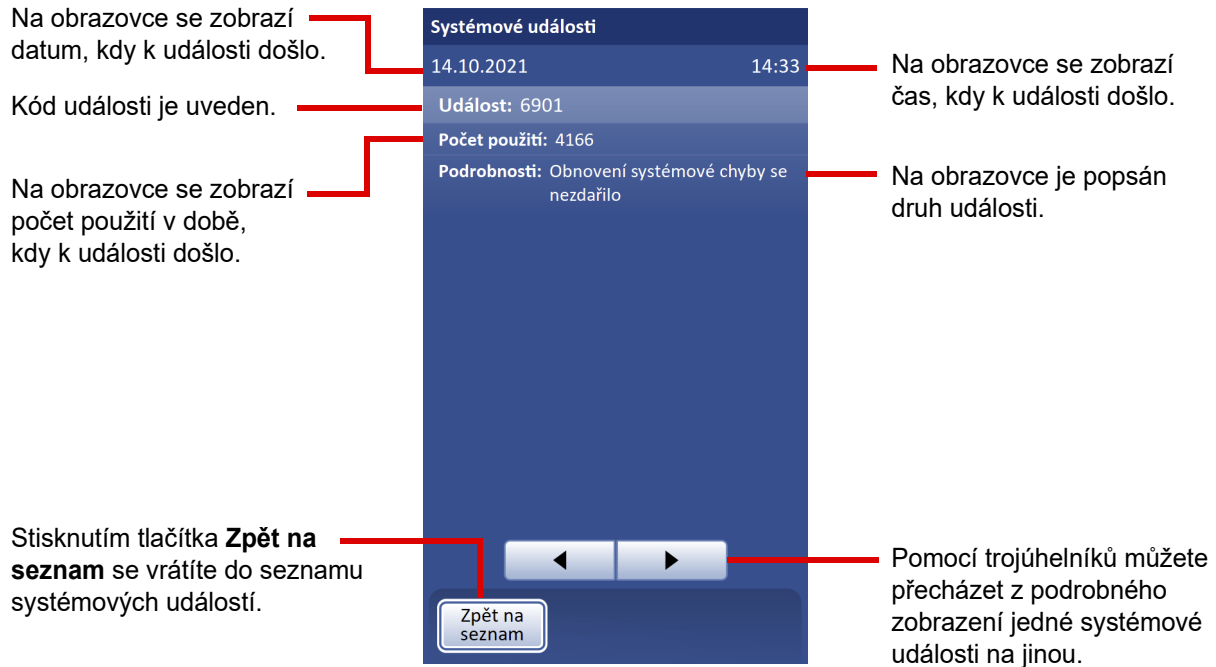 Na obrazovce se zobrazí
datum, kdy k události došlo.
Kód události je uveden.
Na obrazovce se zobrazí
počet použití v době,
kdy k události došlo.
Stisknutím tlačítka Zpět na
seznam se vrátíte do seznamu
systémových událostí.
Systémové události
14.10.2021 14:33
Událost: 6901
Počet použití: 4166
Podrobnosti: Obnovení systémové chyby se
nezdařilo
Zpět na
seznam
Na obrazovce se zobrazí
čas, kdy k události došlo.
Na obrazovce je popsán
druh události.
Pomocí trojúhelníků můžete
přecházet z podrobného
zobrazení jedné systémové
události na jinou.